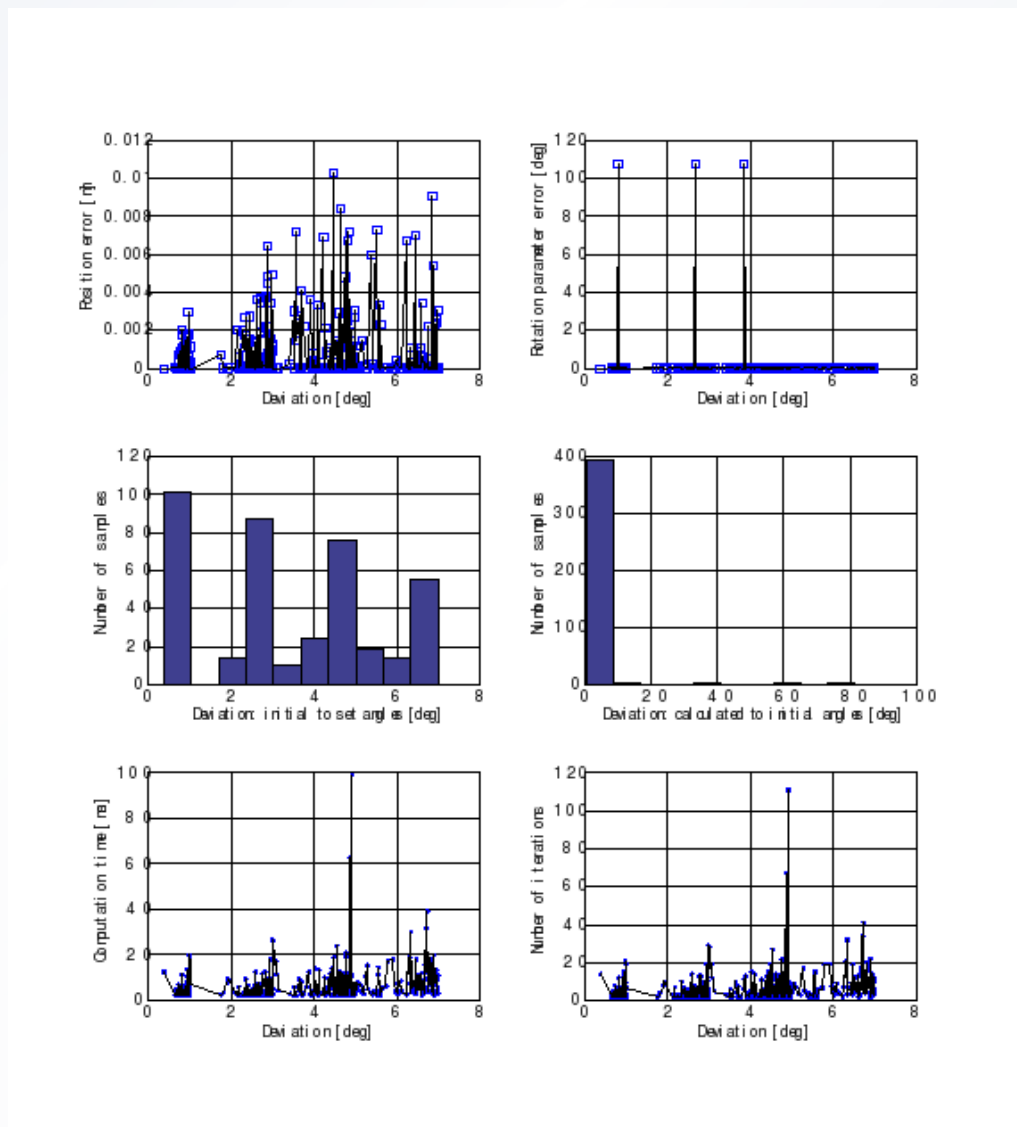 0.012
0.01
0.008
0.006
0.004
0.002
0
Position error [m]
0 2 4 6 8
Deviation [deg]
120
100
80
60
40
20
0
Rotation parameter error [deg]
0 2 4 6 8
Deviation [deg]
120
100
80
60
40
20
0
Number of samples
0 2 4 6 8
Deviation: initial to set angles [deg]
400
300
200
100
0
Number of samples
0 20 40 60 80 100
Deviation: calculated to initial angles [deg]
100
80
60
40
20
0
Computation time [ms]
0 2 4 6 8
Deviation [deg]
120
100
80
60
40
20
0
Number of iterations
0 2 4 6 8
Deviation [deg]